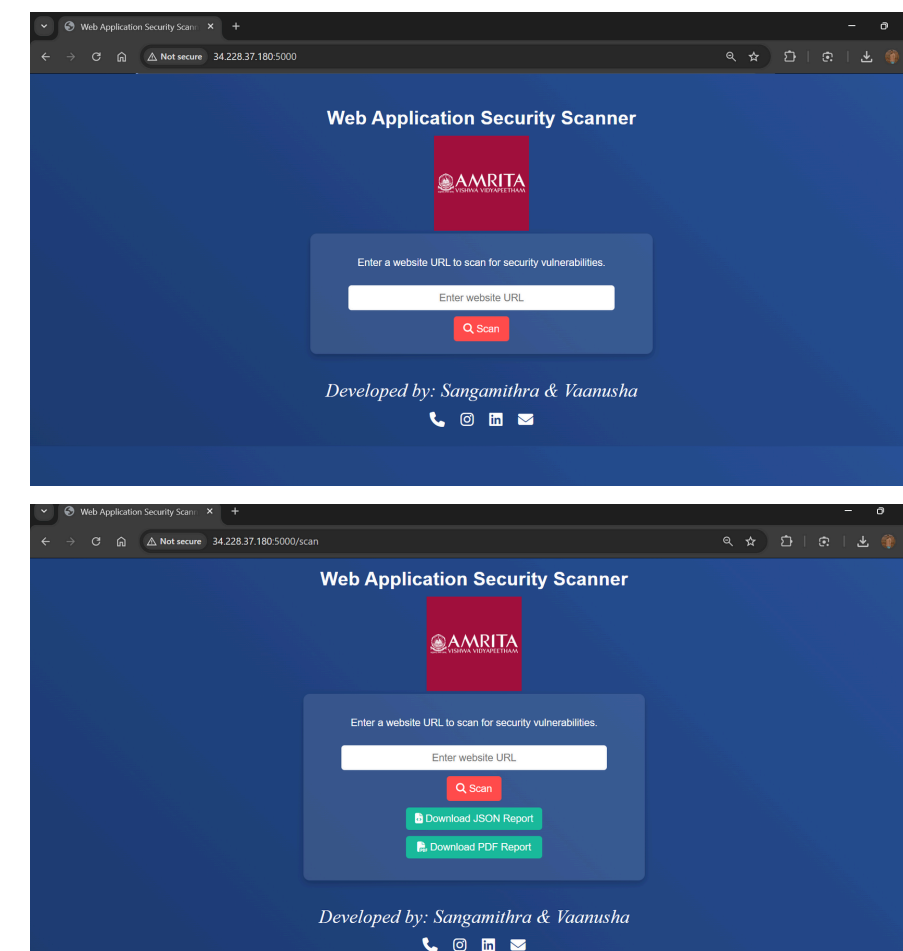 Web Application Security Scann
Not secure 34.228.37.180:5000
Web Application Security Scanner
AMRITA
VISHWA VIDYAPEETHAM
Enter a website URL to scan for security vulnerabilities.
Enter website URL
Scan
Developed by: Sangamithra & Vaanusha
Web Application Security Scann
Not secure 34.228.37.180:5000/scan
Web Application Security Scanner
AMRITA
VISHWA VIDYAPEETHAM
Enter a website URL to scan for security vulnerabilities.
Enter website URL
Scan
Download JSON Report
Download PDF Report
Developed by: Sangamithra & Vaanusha